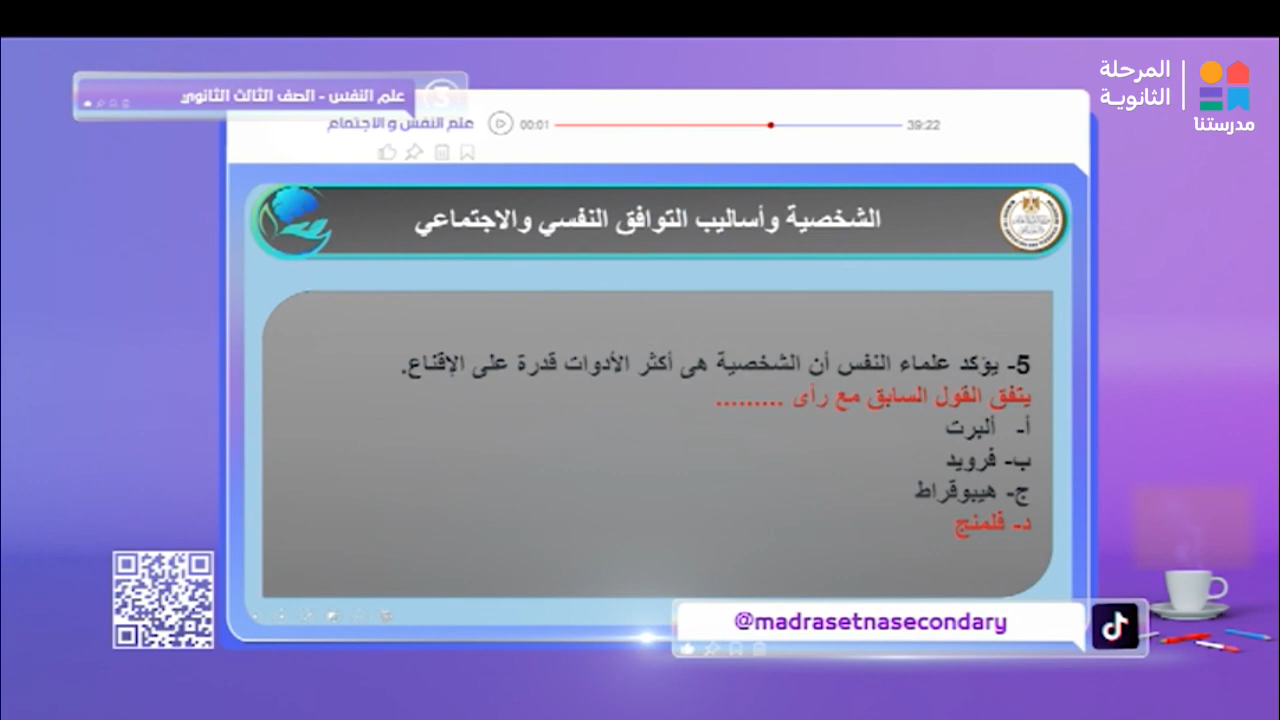 المرحلة
الثانوية
مدرستنا
علم النفس - الصف الثالث الثانوي
علم النفس والاجتماع
00:01
39:22
الشخصية وأساليب التوافق النفسي والاجتماعي
5- يؤكد علماء النفس أن الشخصية هى أكثر الأدوات قدرة على الإقناع.
يتفق القول السابق مع رأى .........
أ- ألبرت
ب- فرويد
ج- هيبوقراط
د- فلمنج
@madrasetnasecondary